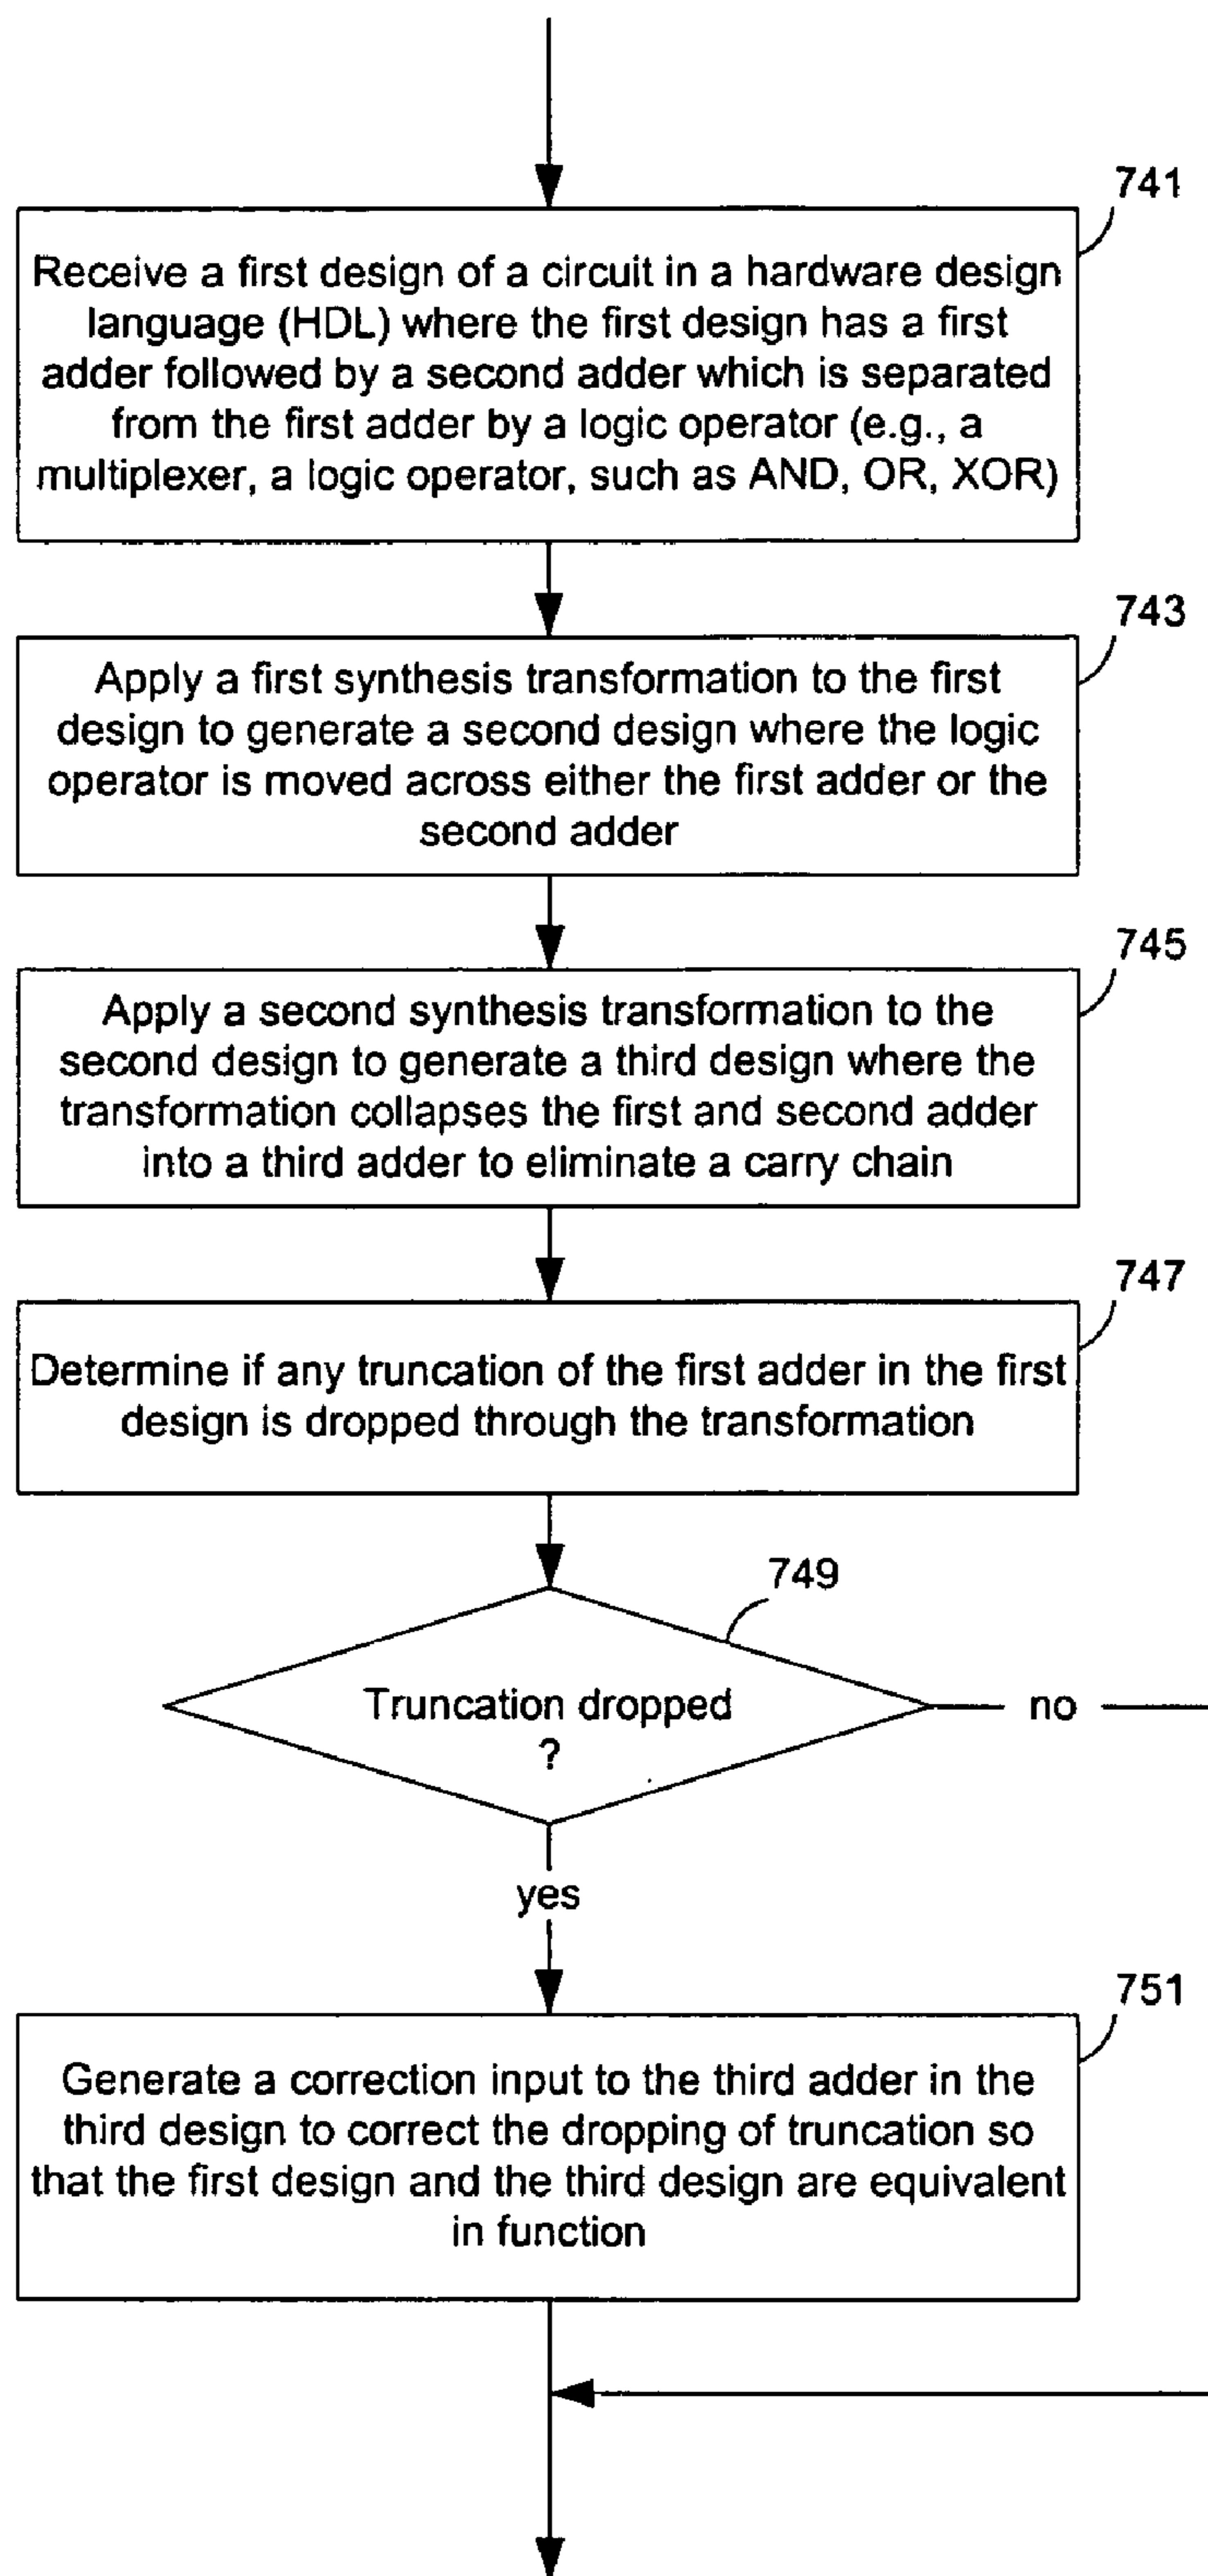 741
Receive a first design of a circuit in a hardware design
language (HDL) where the first design has a first
adder followed by a second adder which is separated
from the first adder by a logic operator (e.g., a
multiplexer, a logic operator, such as AND, OR, XOR)
743
Apply a first synthesis transformation to the first
design to generate a second design where the logic
operator is moved across either the first adder or the
second adder
745
Apply a second synthesis transformation to the
second design to generate a third design where the
transformation collapses the first and second adder
into a third adder to eliminate a carry chain
747
Determine if any truncation of the first adder in the first
design is dropped through the transformation
749
Truncation dropped
?
no
yes
751
Generate a correction input to the third adder in the
third design to correct the dropping of truncation so
that the first design and the third design are equivalent
in function